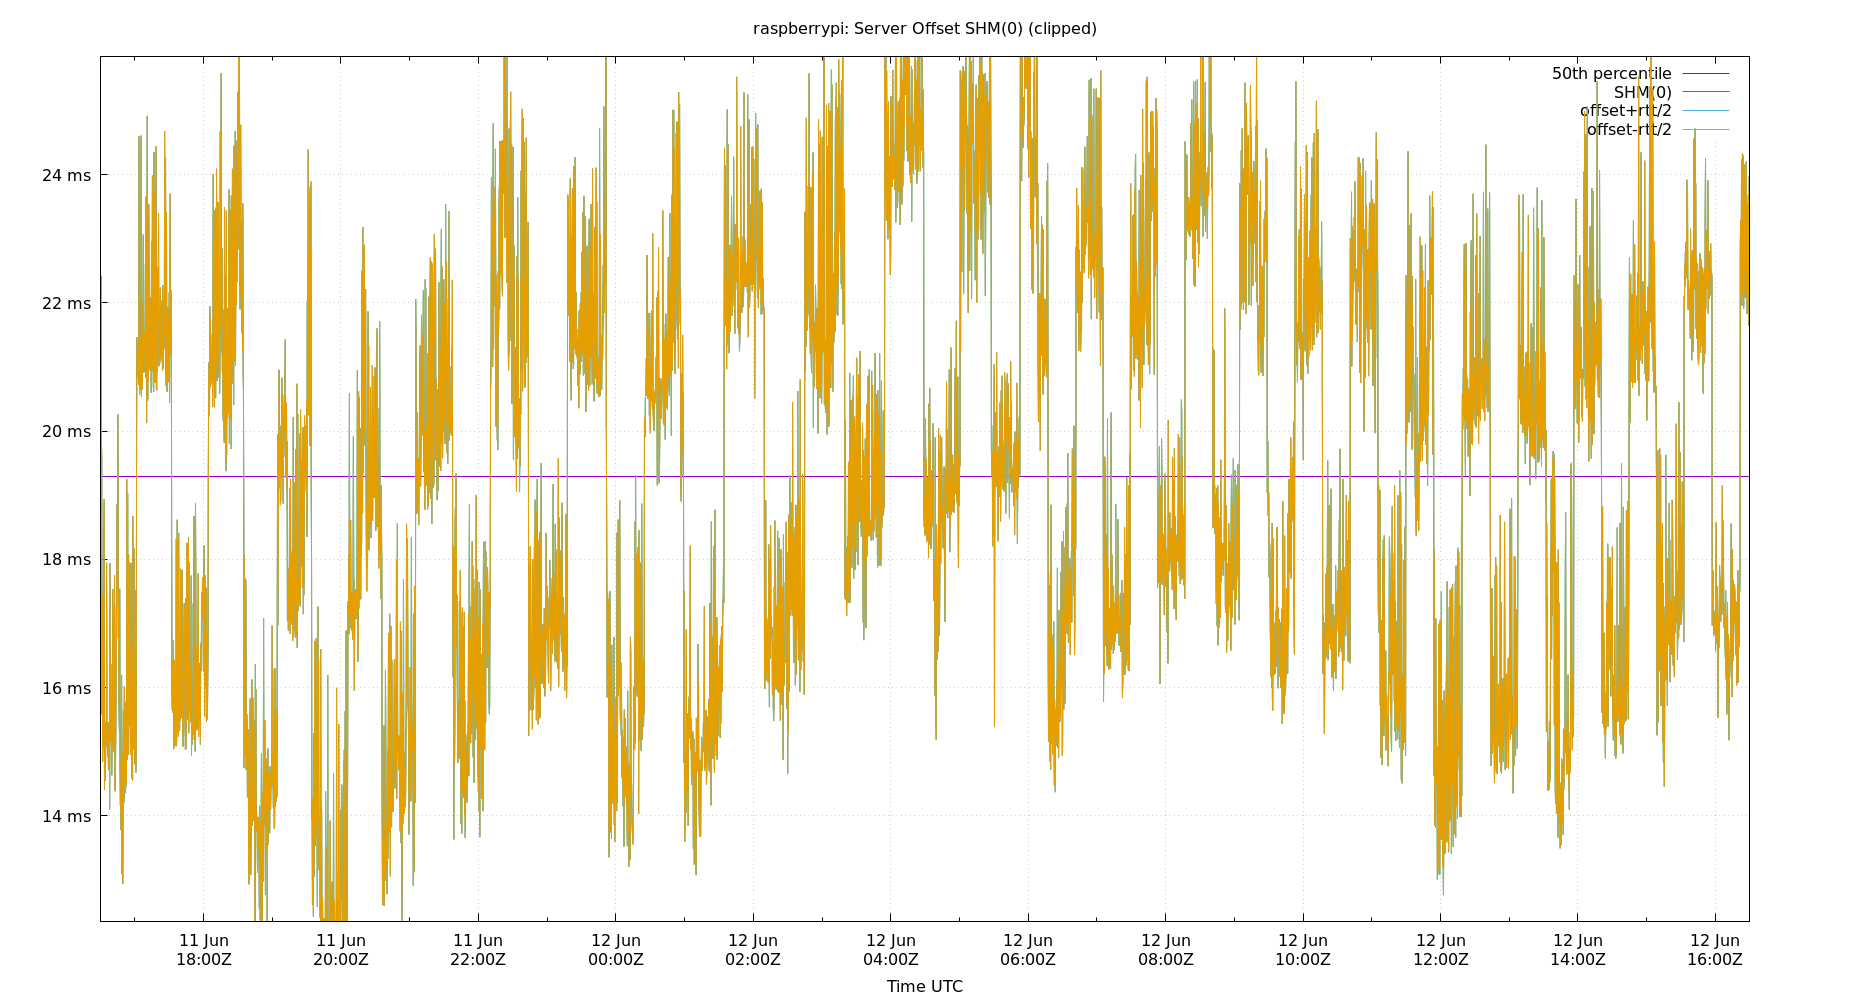 raspberrypi: Server Offset SHM(0) (clipped)
50th percentile
SHM(0)
offset+rtt/2
offset-rtt/2
24 ms
22 ms
20 ms
18 ms
16 ms
14 ms
11 Jun 11 Jun 11 Jun 12 Jun 12 Jun 12 Jun 12 Jun 12 Jun 12 Jun 12 Jun 12 Jun 12 Jun
18:00Z 20:00Z 22:00Z 00:00Z 02:00Z 04:00Z 06:00Z 08:00Z 10:00Z 12:00Z 14:00Z 16:00Z
Time UTC